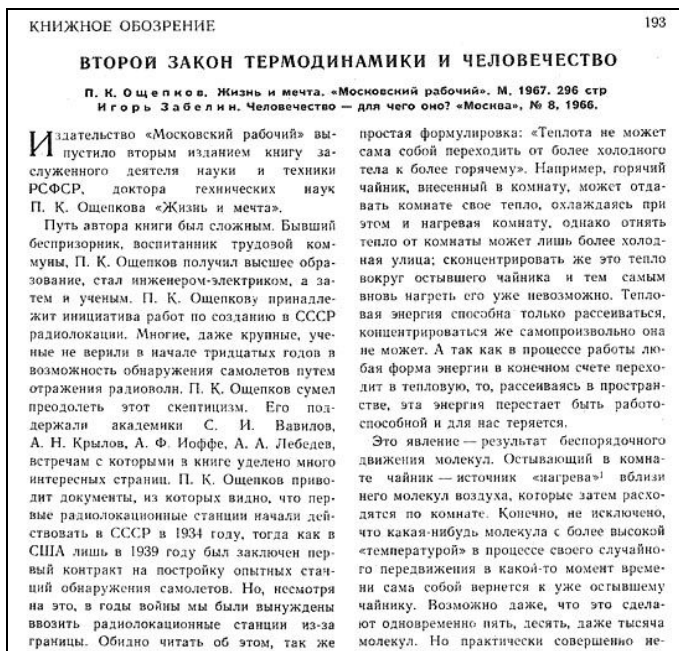 КНИЖНОЕ ОБОЗРЕНИЕ
193
ВТОРОЙ ЗАКОН ТЕРМОДИНАМИКИ И ЧЕЛОВЕЧЕСТВО
П. К. Ощепков. Жизнь и мечта. «Московский рабочий». М. 1967. 296 стр
Игорь Забелин. Человечество — для чего оно? «Москва», № 8, 1966.
Издательство «Московский рабочий» вы-
пустило вторым изданием книгу за-
служенного деятеля науки и техники
РСФСР, доктора технических наук
П. К. Ощепкова «Жизнь и мечта».
Путь автора книги был сложным. Бывший
беспризорник, воспитанник трудовой ком-
муны, П. К. Ощепков получил высшее обра-
зование, стал инженером-электриком, а за-
тем и ученым. П. К. Ощепкову принадле-
жит инициатива работ по созданию в СССР
радиолокации. Многие, даже крупные, уче-
ные не верили в начале тридцатых годов в
возможность обнаружения самолетов путем
отражения радиоволн. П. К. Ощепков сумел
преодолеть этот скептицизм. Его под-
держали академики С. И. Вавилов,
А. Н. Крылов, А. Ф. Иоффе, А. А. Лебедев,
встречам с которыми в книге уделено много
интересных страниц. П. К. Ощепков приво-
дит документы, из которых видно, что пер-
вые радиолокационные станции начали дей-
ствовать в СССР в 1934 году, тогда как в
США лишь в 1939 году был заключен пер-
вый контракт на постройку опытных стан-
ций обнаружения самолетов. Но, несмотря
на это, в годы войны мы были вынуждены
ввозить радиолокационные станции из-за
границы. Обидно читать об этом, так же
простая формулировка: «Теплота не может
сама собой переходить от более холодного
тела к более горячему». Например, горячий
чайник, внесенный в комнату, может отда-
вать комнате свое тепло, охлаждаясь при
этом и нагревая комнату, однако отнять
тепло от комнаты может лишь более холод-
ная улица; сконцентрировать же это тепло
вокруг остывшего чайника и тем самым
вновь нагреть его уже невозможно. Тепло-
вая энергия способна только рассеиваться,
концентрироваться же самопроизвольно она
не может. А так как в процессе работы лю-
бая форма энергии в конечном счете перехо-
дит в тепловую, то, рассеиваясь в простран-
стве, эта энергия перестает быть работо-
способной и для нас теряется.
Это явление — результат беспорядочного
движения молекул. Остывающий в комна-
те чайник — источник «нагрева»¹ вблизи
него молекул воздуха, которые затем расхо-
дятся по комнате. Конечно, не исключено,
что какая-нибудь молекула с более высокой
«температурой» в процессе своего случайно-
го передвижения в какой-то момент време-
ни сама собой вернется к уже остывшему
чайнику. Возможно даже, что это сдела-
ют одновременно пять, десять, даже тысяча
молекул. Но практически совершенно не-